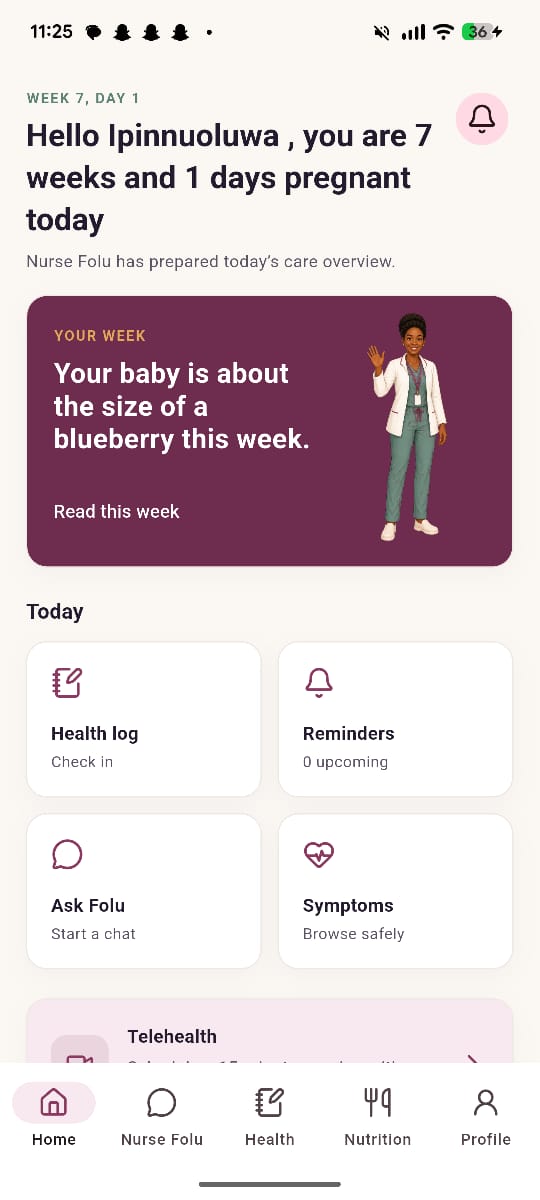 11:25
36
WEEK 7, DAY 1
Hello Ipinnuoluwa , you are 7
weeks and 1 days pregnant
today
Nurse Folu has prepared today's care overview.
YOUR WEEK
Your baby is about
the size of a
blueberry this week.
Read this week
Today
Health log
Check in
Reminders
0 upcoming
Ask Folu
Start a chat
Symptoms
Browse safely
Telehealth
Home
Nurse Folu
Health
Nutrition
Profile